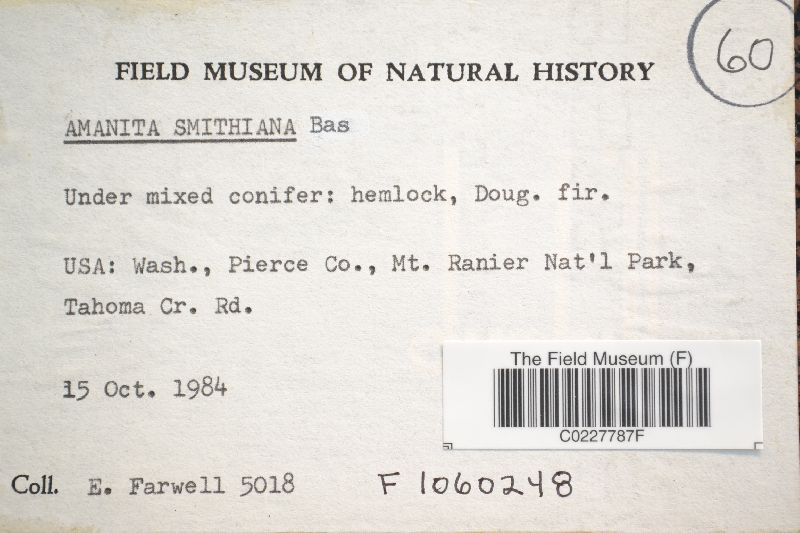 60
FIELD MUSEUM OF NATURAL HISTORY
AMANITA SMITHIANA Bas
Under mixed conifer: hemlock, Doug. fir.
USA: Wash., Pierce Co., Mt. Ranier Nat'l Park,
Tahoma Cr. Rd.
15 Oct. 1984
The Field Museum (F)
C0227787F
Coll. E. Farwell 5018 F 1060248